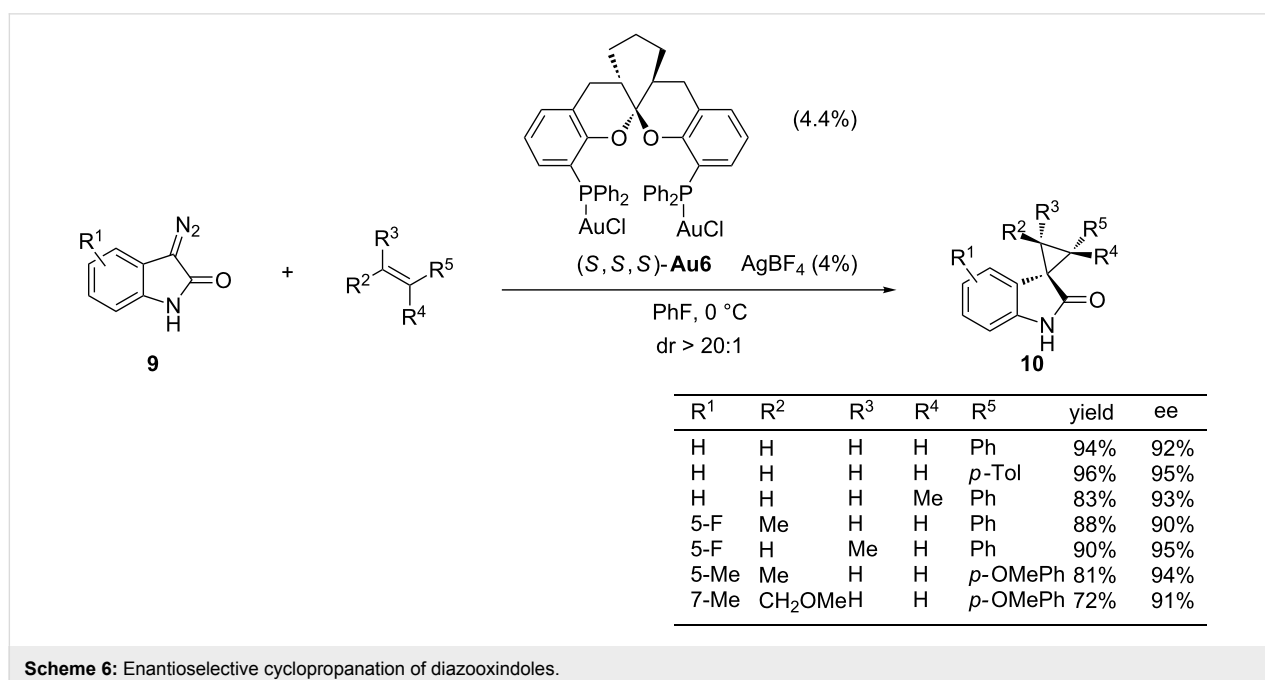 (4.4%)
O O
PPh2 Ph2P
AuCl AuCl
(S,S,S)-Au6 AgBF4 (4%)
PhF, 0 °C
dr > 20:1
R1 N2 O N H
9
+
R3 R2 R5 R4
R3 R2 R5 R4 R1 O N H
10
R1 R2 R3 R4 R5 yield ee
H H H H Ph 94% 92%
H H H H p-Tol 96% 95%
H H H Me Ph 83% 93%
5-F Me H H Ph 88% 90%
5-F H Me H Ph 90% 95%
5-Me Me H H p-OMePh 81% 94%
7-Me CH2OMe H H p-OMePh 72% 91%
Scheme 6: Enantioselective cyclopropanation of diazooxindoles.